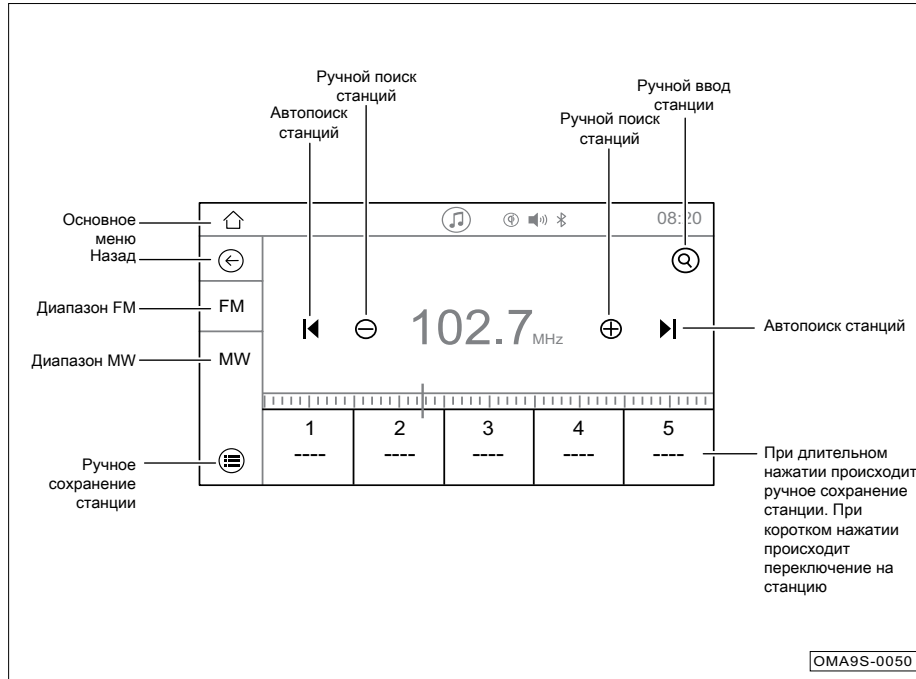 Ручной поиск
станций
Автопоиск
станций
Ручной ввод
станции
Ручной поиск
станций
Основное
меню
Назад
Диапазон FM
Диапазон MW
Ручное
сохранение
станции
08:20
FM
MW
102.7 MHz
Автопоиск станций
1 2 3 4 5
---- ---- ---- ---- ----
При длительном
нажатии происходит
ручное сохранение
станции. При
коротком нажатии
происходит
переключение на
станцию
OMA9S-0050